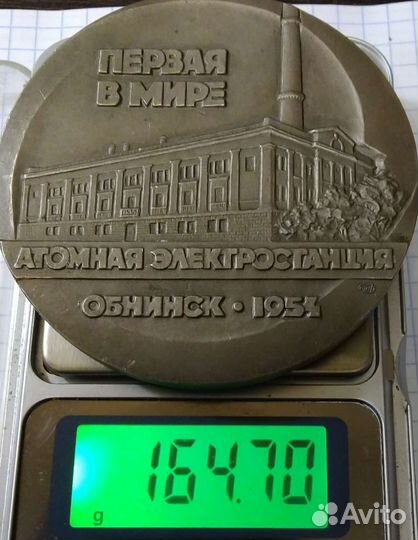 ПЕРВАЯ
В МИРЕ
АТОМНАЯ ЭЛЕКТРОСТАНЦИЯ
ОБНИНСК • 1954
164.70
g
Avito